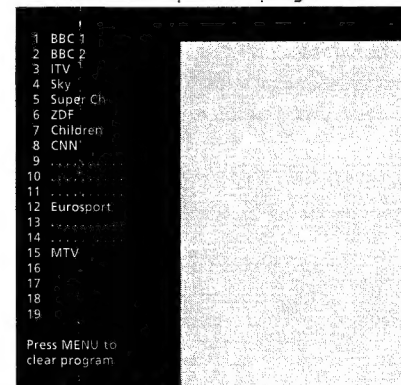 1 BBC 1
2 BBC 2
3 ITV
4 Sky
5 Super Ch
6 ZDF
7 Children
8 CNN
9 ............
10 ............
11 ............
12 Eurosport
13 ............
14 ............
15 MTV
16
17
18
19
Press MENU to
clear program